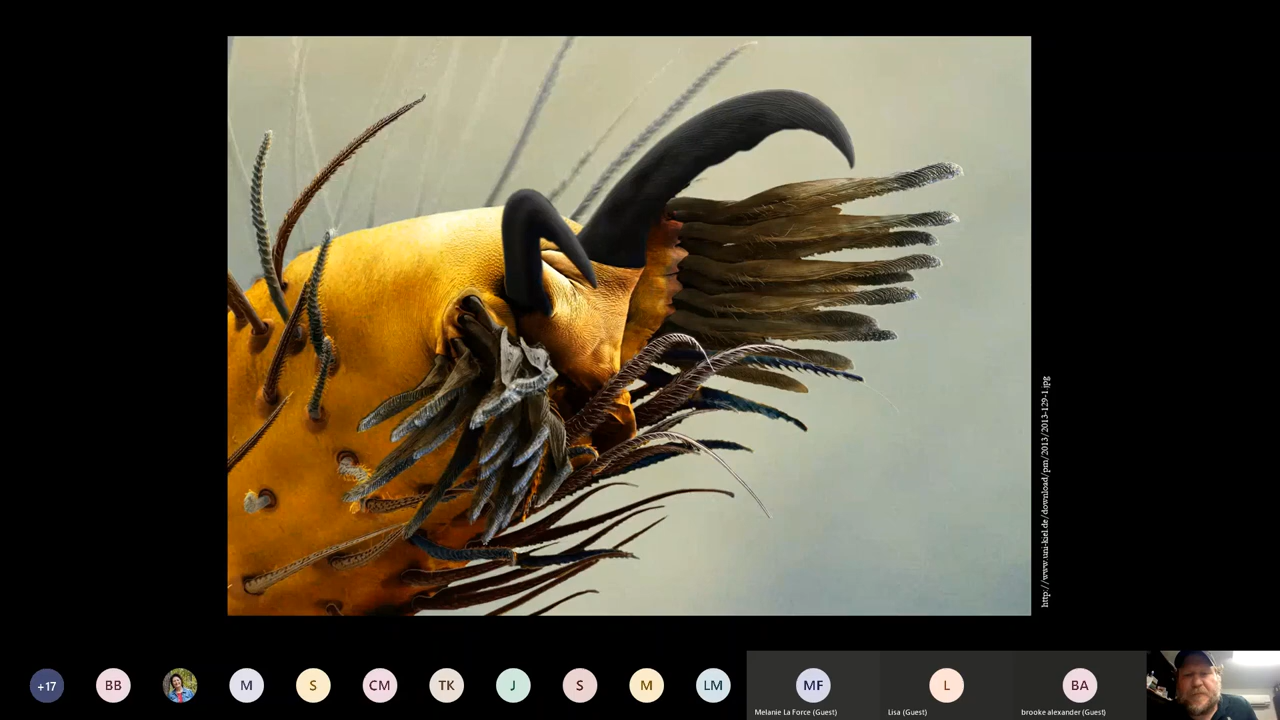 http://www.uni-kiel.de/download/pm/2013/2013-129-1.jpg
+17
BB
M
S
CM
TK
J
S
M
LM
MF
L
BA
Melanie La Force (Guest)
Lisa (Guest)
brooke alexander (Guest)